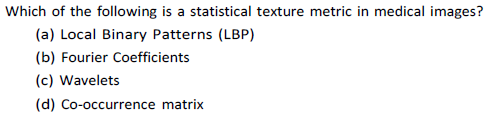 Which of the following is a statistical texture metric in medical images?
(a) Local Binary Patterns (LBP)
(b) Fourier Coefficients
(c) Wavelets
(d) Co-occurrence matrix